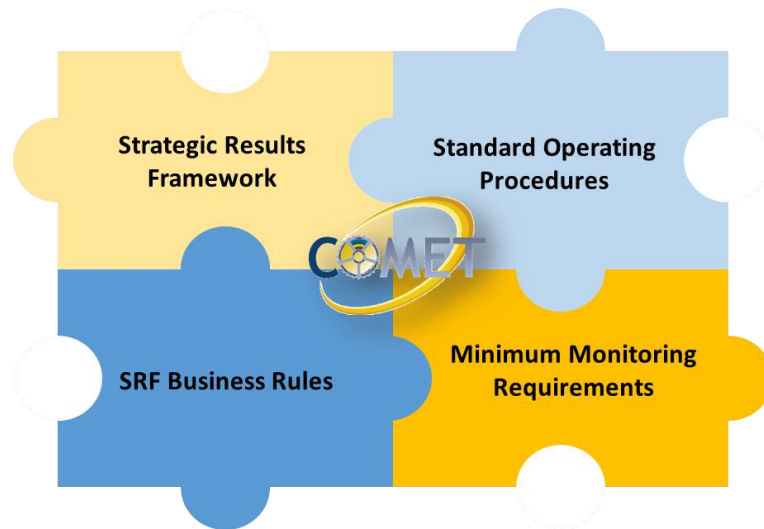 Strategic Results
Framework
Standard Operating
Procedures
COMET
SRF Business Rules
Minimum Monitoring
Requirements